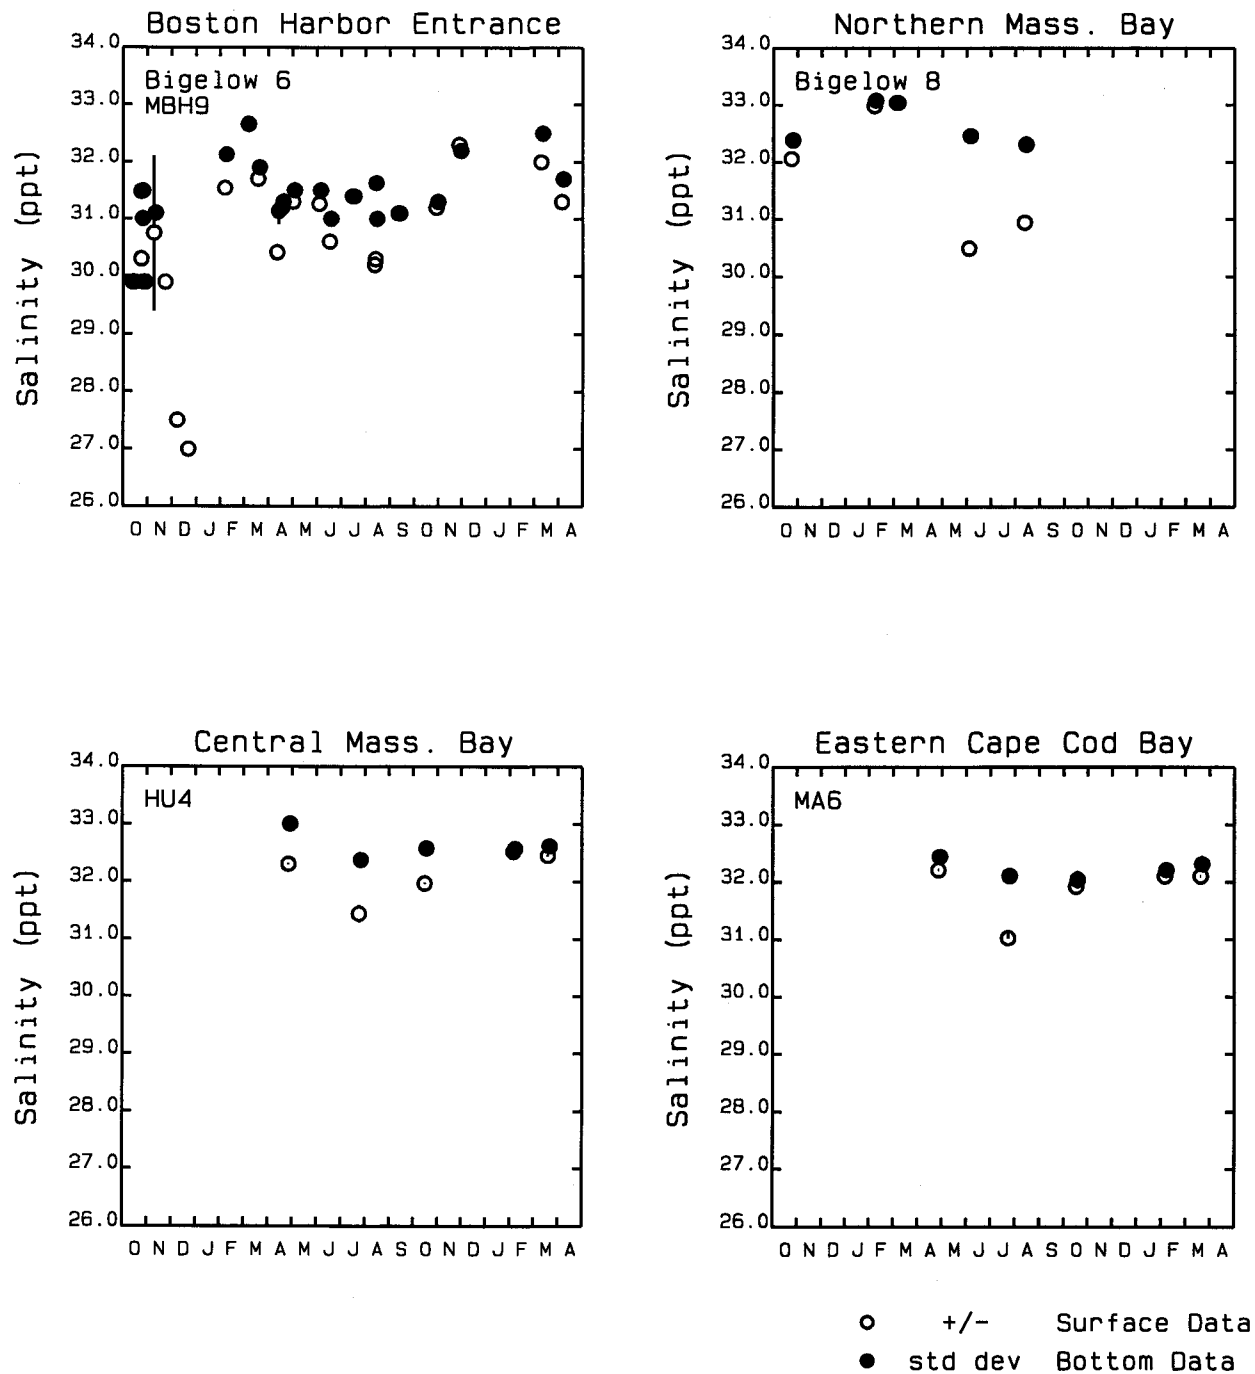 Boston Harbor Entrance
34.0
33.0
32.0
31.0
30.0
29.0
28.0
27.0
26.0
Salinity (ppt)
Bigelow 6
MBH9
O N D J F M A M J J A S O N D J F M A
Northern Mass. Bay
34.0
33.0
32.0
31.0
30.0
29.0
28.0
27.0
26.0
Salinity (ppt)
Bigelow 8
O N D J F M A M J J A S O N D J F M A
Central Mass. Bay
34.0
33.0
32.0
31.0
30.0
29.0
28.0
27.0
26.0
Salinity (ppt)
HU4
O N D J F M A M J J A S O N D J F M A
Eastern Cape Cod Bay
34.0
33.0
32.0
31.0
30.0
29.0
28.0
27.0
26.0
Salinity (ppt)
MA6
O N D J F M A M J J A S O N D J F M A
+/- Surface Data
std dev Bottom Data